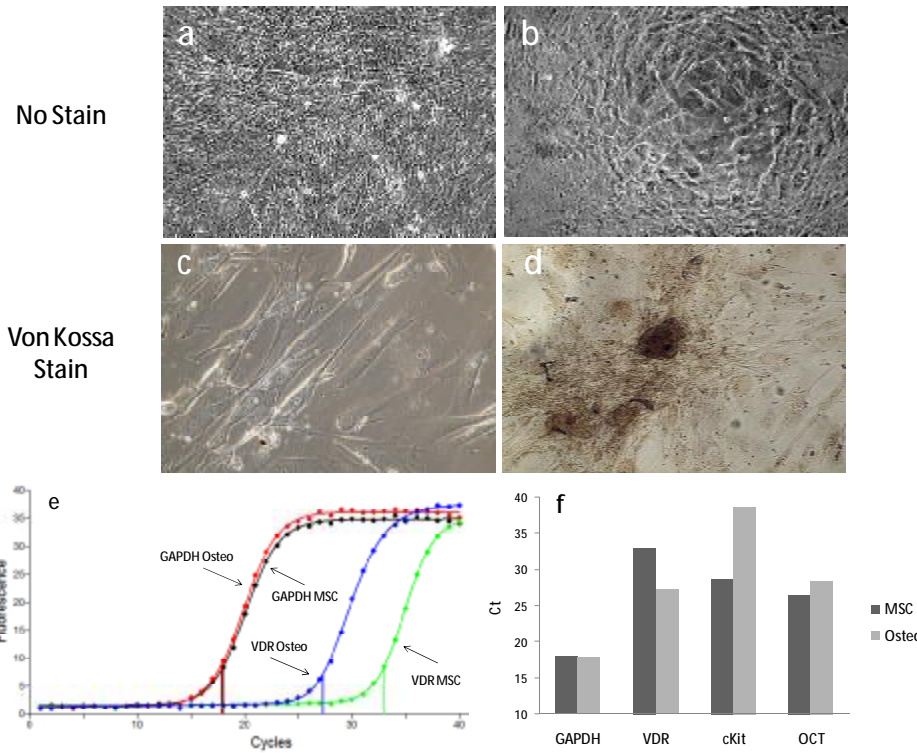 a
b
No Stain
c
d
Von Kossa
Stain
e
40
35
30
25
20
15
10
5
0
Fluorescence
GAPDH Osteo
GAPDH MSC
VDR Osteo
VDR MSC
0
10
20
30
40
Cycles
f
40
35
30
25
20
15
10
Ct
MSC
Osteo
GAPDH VDR cKit OCT